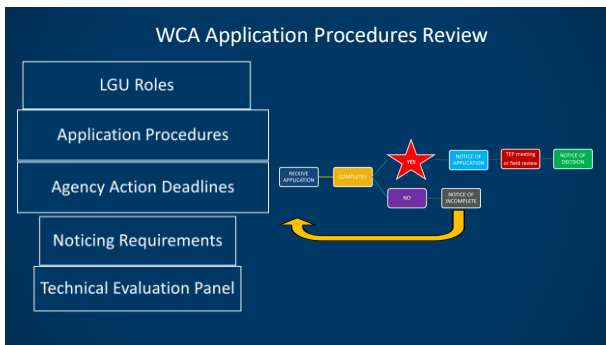 WCA Application Procedures Review
LGU Roles
Application Procedures
Agency Action Deadlines
Noticing Requirements
Technical Evaluation Panel
RECEIVE
APPLICATION
COMPLETE?
YES
NOTICE OF
APPLICATION
TEP meeting
or field review
NOTICE OF
DECISION
NO
NOTICE OF
INCOMPLETE